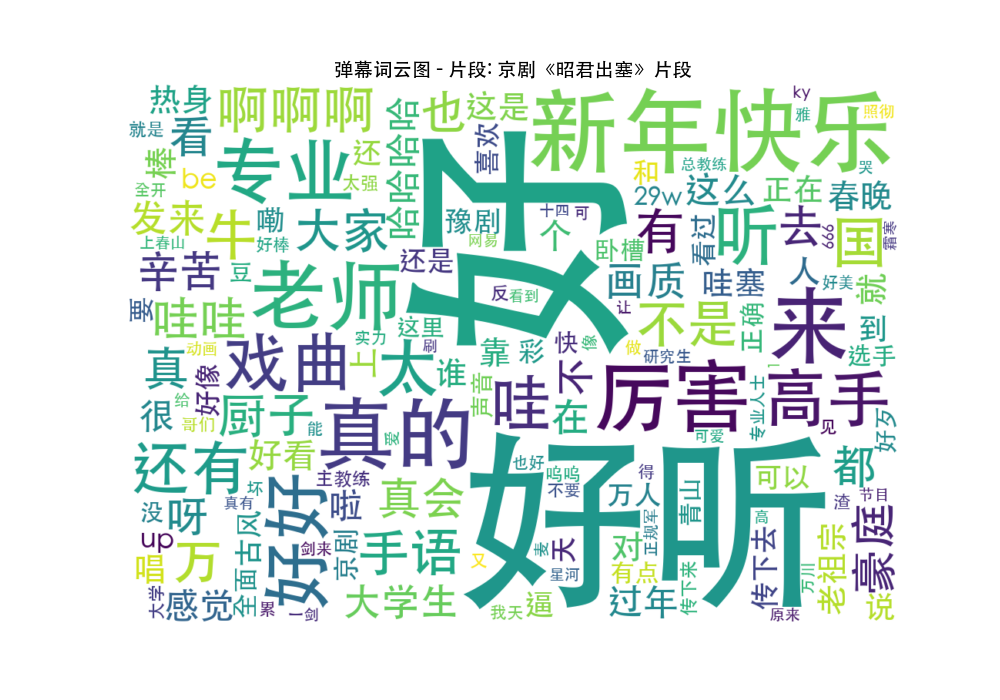 弹幕词云图 - 片段: 京剧《昭君出塞》片段
热身 啊啊啊 也 这是 新年快乐 ky 照彻
就是 看 哈哈哈哈 喜欢 雅
棒 专业 还 好 总教练 哭
全开 be 太强 和 29w 这么 正在 春晚
发来 牛 嘞 大家 豫剧 十四 可 个 有 看过 听 去 国 666 霜寒
上春山 好棒 网易 卧槽
辛苦 豆 老师 还是 画质 哇塞 人 好美 就
要 哇哇 这里 反 看到 让 不是 正确 来 到
真 动画 戏曲 实力 刷 上 太 谁 靠 彩 快 像 做 研究生 选手
好像 给 声音 哇 不 厉害 高手 一
很 哥们 厨子 能 真的 爱 在 可爱 专业人士 见 好歹
还有 好看 主教练 也好 呜呜 不要 好听 得 可以 都
没 呀 真有 坏 好好 啦 真会 万人 青山 渣 节目
up 全面 古风 剑来 京剧 手语 又 麦 天 对 正规军 高 传下去 豪庭
唱 万 星河 有点 传下来 万川 老祖宗
大学 感觉 累 一剑 大学生 我天 逼 过年 原来 说